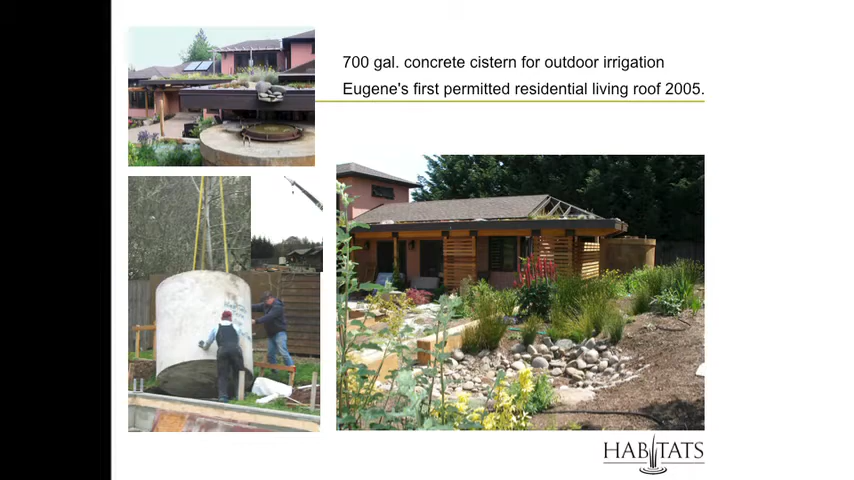 700 gal. concrete cistern for outdoor irrigation
Eugene's first permitted residential living roof 2005.
HABITATS